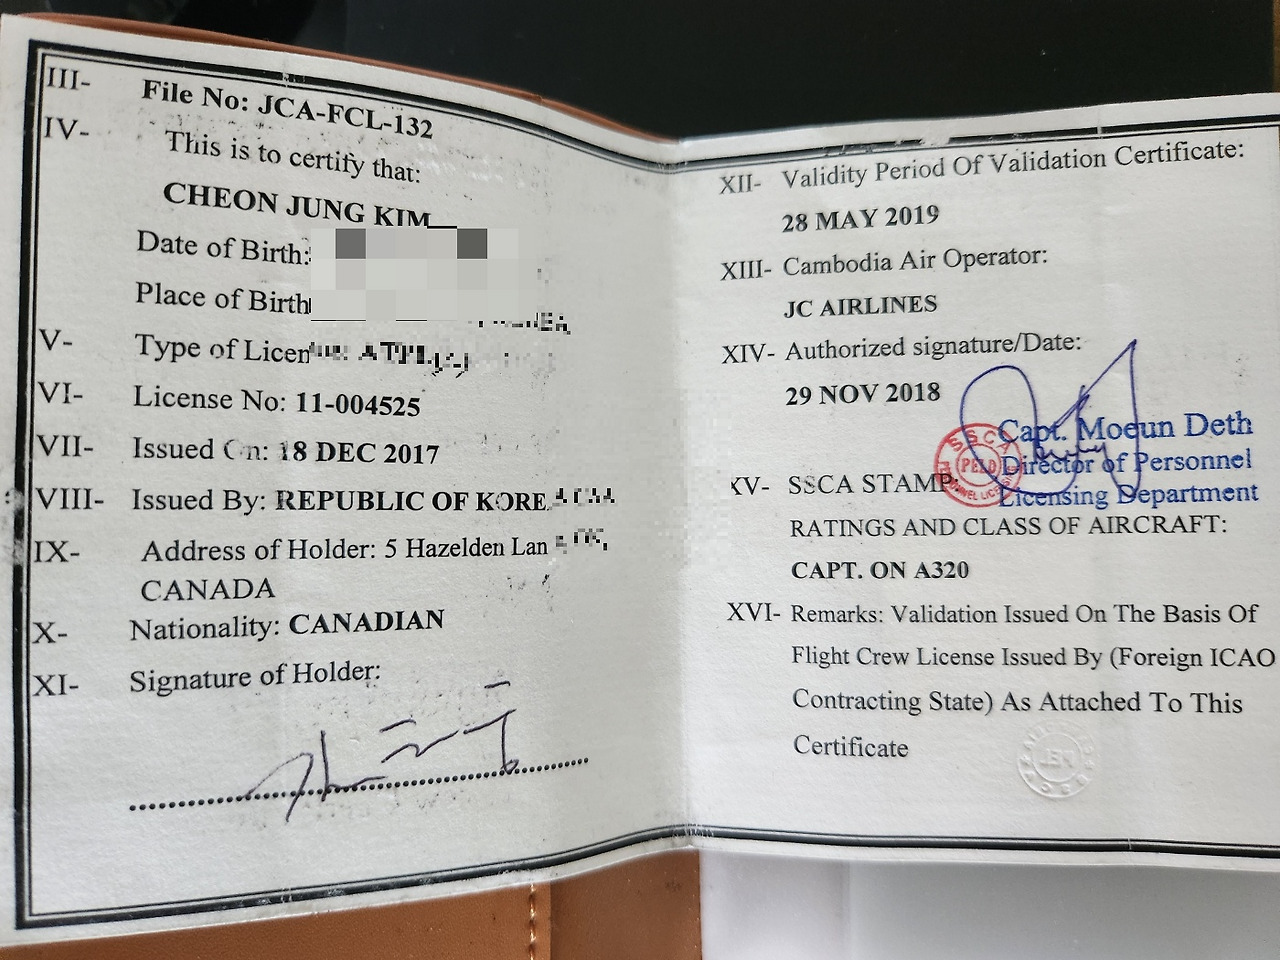 III- File No: JCA-FCL-132
IV- This is to certify that:
CHEON JUNG KIM
Date of Birth:
Place of Birth
V- Type of Licen
VI- License No: 11-004525
VII- Issued On: 18 DEC 2017
VIII- Issued By: REPUBLIC OF KORE
IX- Address of Holder: 5 Hazelden Lan
CANADA
X- Nationality: CANADIAN
XI- Signature of Holder:
XII- Validity Period Of Validation Certificate:
28 MAY 2019
XIII- Cambodia Air Operator:
JC AIRLINES
XIV- Authorized signature/Date:
29 NOV 2018
Capt. Moeun Deth
Director of Personnel
Licensing Department
XV- SSCA STAMP:
SSCA
PELD
RATINGS AND CLASS OF AIRCRAFT:
CAPT. ON A320
XVI- Remarks: Validation Issued On The Basis Of
Flight Crew License Issued By (Foreign ICAO
Contracting State) As Attached To This
Certificate